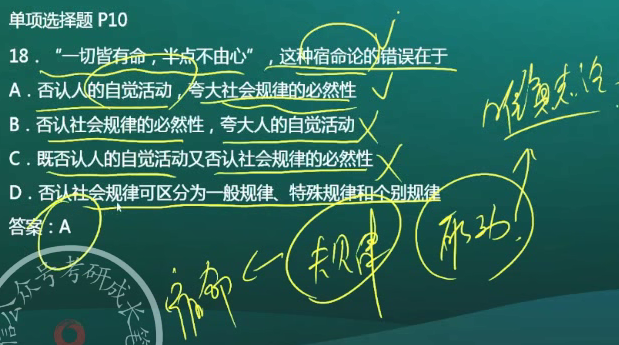 单项选择题 P10
18．“一切皆有命，半点不由心”，这种宿命论的错误在于
A．否认人的自觉活动，夸大社会规律的必然性
B．否认社会规律的必然性，夸大人的自觉活动
C．既否认人的自觉活动又否认社会规律的必然性
D．否认社会规律可区分为一般规律、特殊规律和个别规律
答案：A
唯意志论
规律
公众号考研成长笔